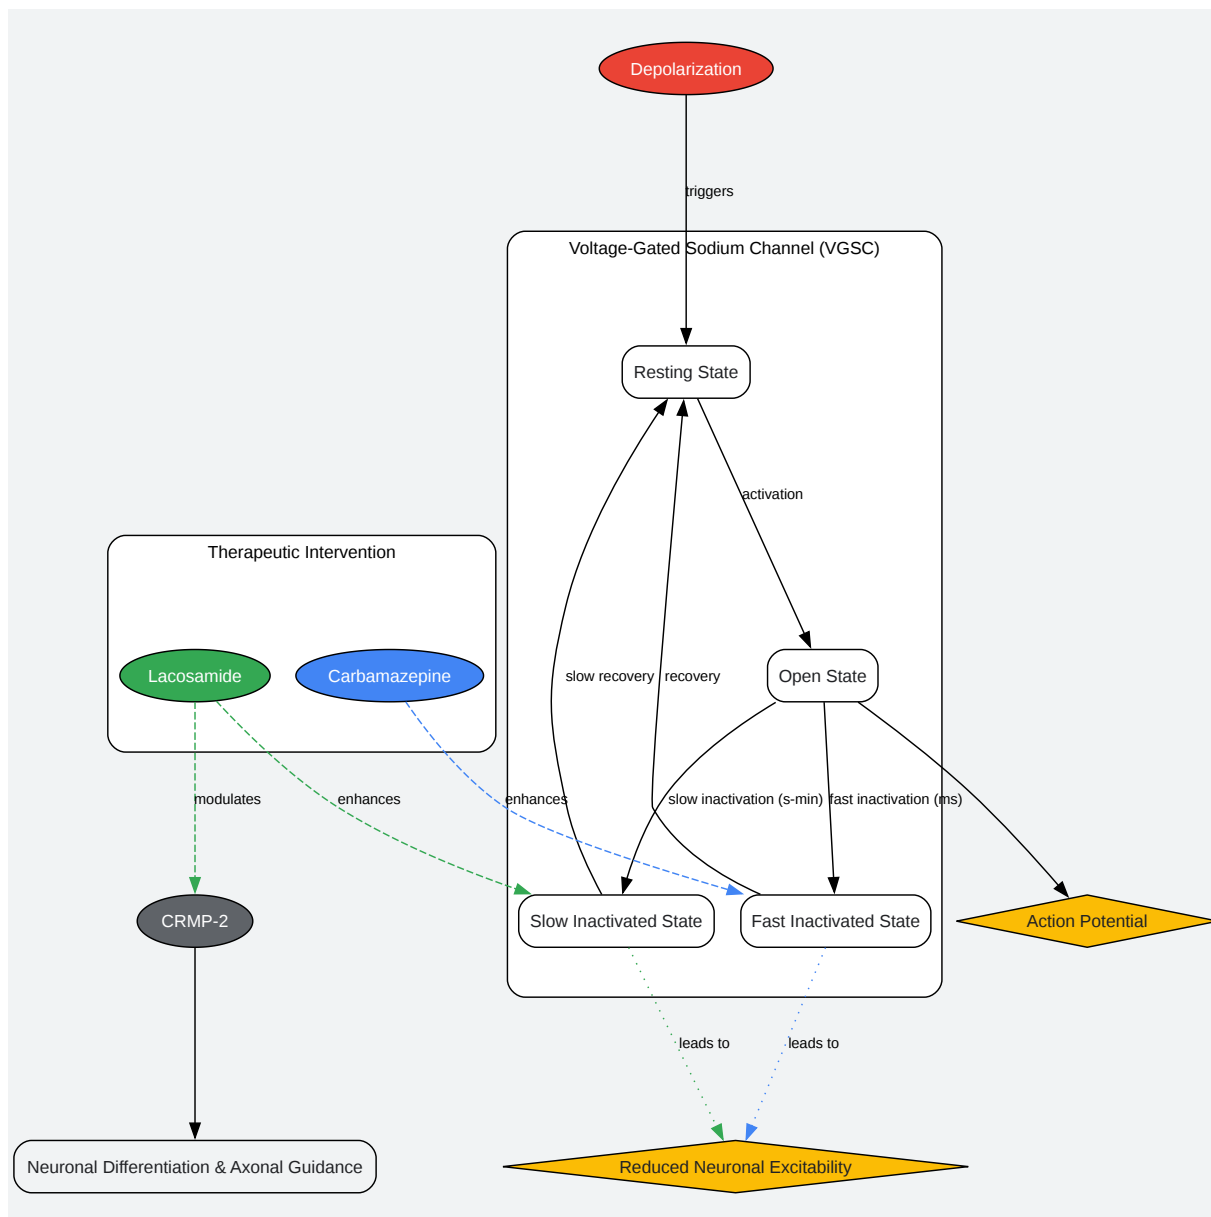 Depolarization
triggers
Voltage-Gated Sodium Channel (VGSC)
Resting State
activation
Therapeutic Intervention
Lacosamide
Carbamazepine
slow recovery
recovery
Open State
modulates
enhances
enhances
slow inactivation (s-min)
fast inactivation (ms)
CRMP-2
Slow Inactivated State
Fast Inactivated State
Action Potential
leads to
leads to
Neuronal Differentiation & Axonal Guidance
Reduced Neuronal Excitability